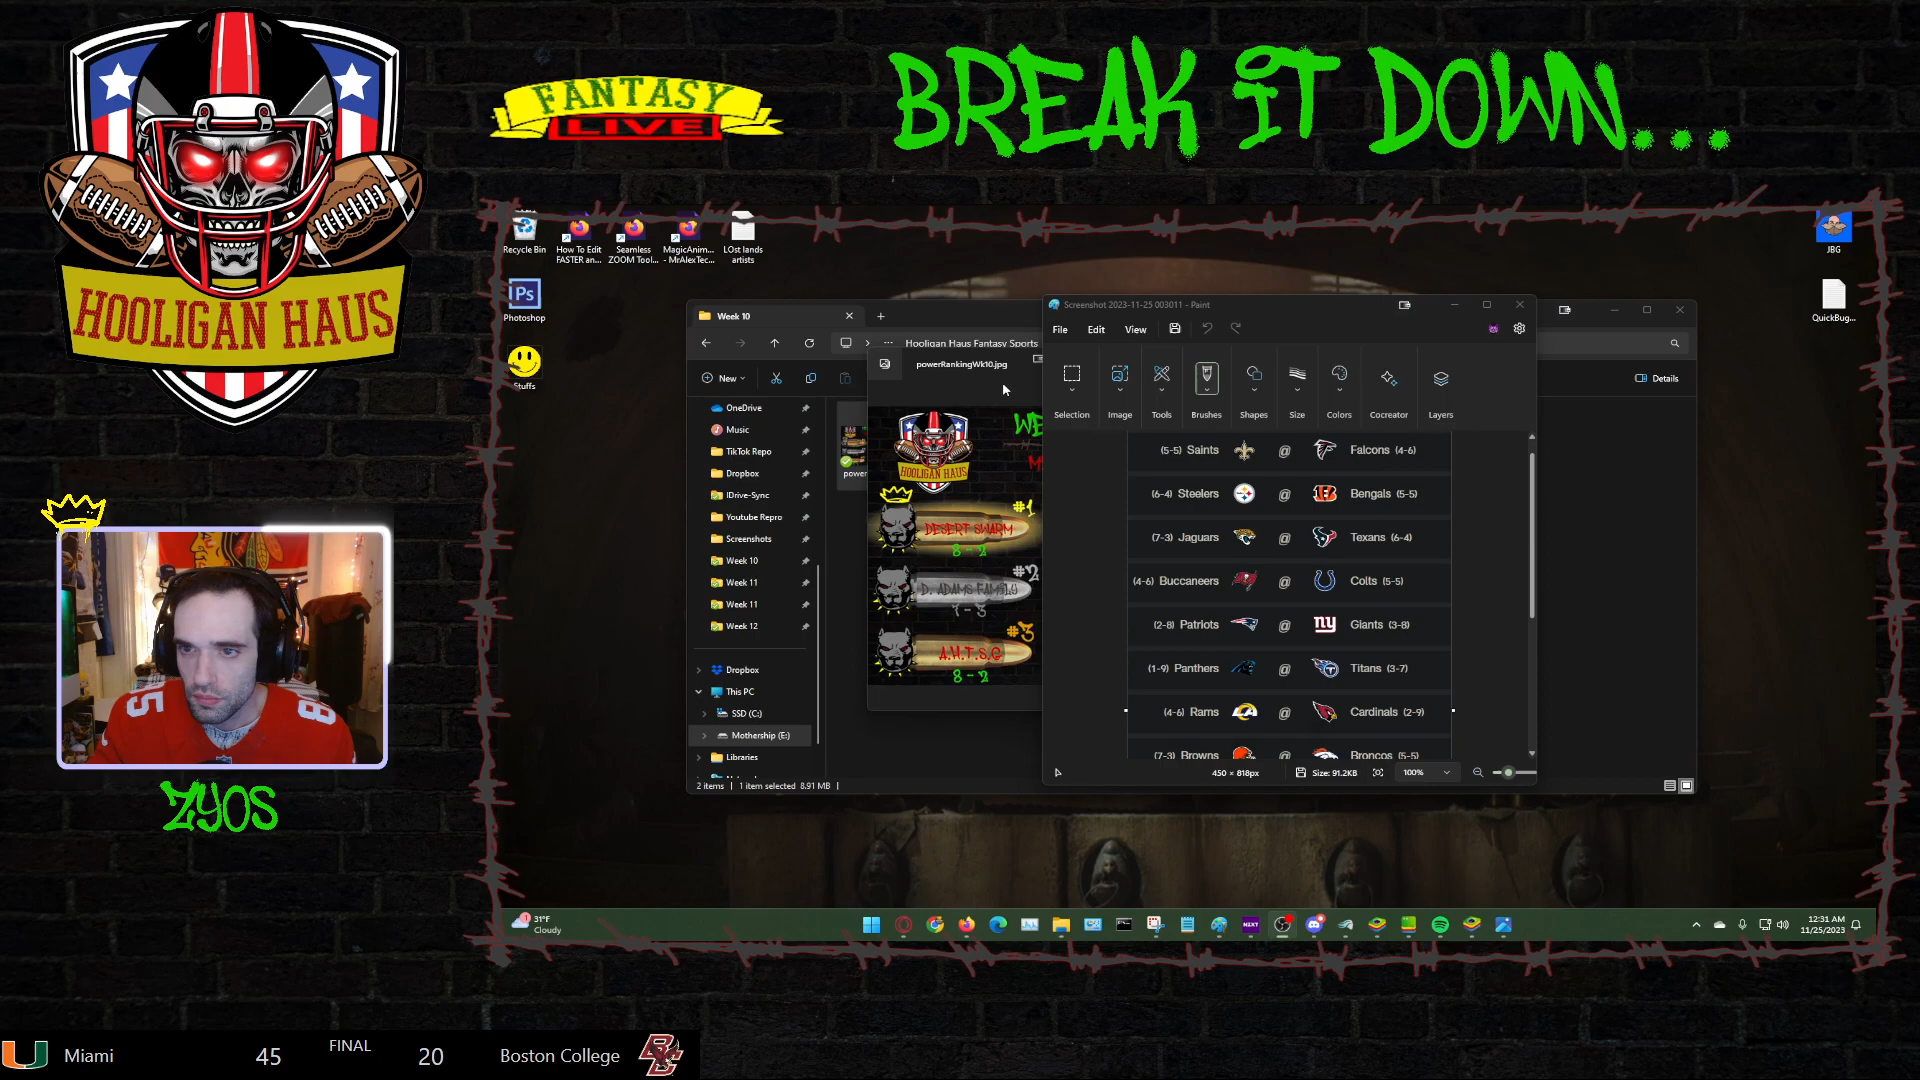 FANTASY
LIVE
BREAK IT DOWN...
HOOLIGAN HAUS
Recycle Bin
How To Edit
FASTER an...
Seamless
ZOOM Tool...
MagicAnim...
- MrAlexTec...
LOst lands
artists
JBG
Ps
Photoshop
QuickBug...
Stuffs
Week 10
Hooligan Haus Fantasy Sports
New
Details
OneDrive
Music
TikTok Repo
Dropbox
IDrive-Sync
Youtube Repro
Screenshots
Week 10
Week 11
Week 11
Week 12
Dropbox
This PC
SSD (C:)
Mothership (E:)
Libraries
2 items
1 item selected 8.91 MB
power
powerRankingWk10.jpg
HOOLIGAN HAUS
WE
#1
DESERT SWARM
8 - 2
#2
D. ADAMS FAMILY
7 - 3
#3
A.H.T.S.G
8 - 2
Screenshot 2023-11-25 003011 - Paint
File
Edit
View
Selection
Image
Tools
Brushes
Shapes
Size
Colors
Cocreator
Layers
(5-5) Saints @ Falcons (4-6)
(6-4) Steelers @ Bengals (5-5)
(7-3) Jaguars @ Texans (6-4)
(4-6) Buccaneers @ Colts (5-5)
(2-8) Patriots @ ny Giants (3-8)
(1-9) Panthers @ Titans (3-7)
(4-6) Rams @ Cardinals (2-9)
(7-3) Browns Broncos (5-5)
450 × 818px
Size: 91.2KB
100%
85
8
ZYOS
31°F
Cloudy
NEXT
12:31 AM
11/25/2023
Miami 45 FINAL 20 Boston College BC